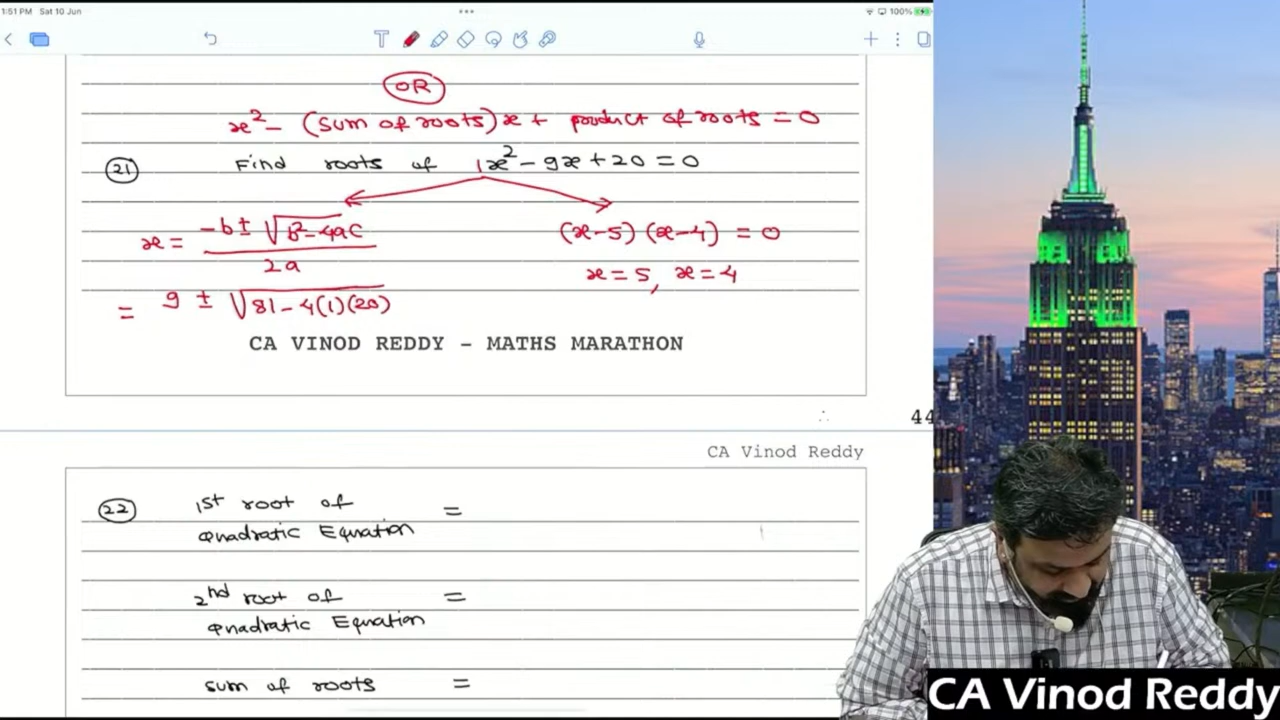 1:51 PM Sat 10 Jun
100%
OR
x² - (sum of roots)x + product of roots = 0
21 Find roots of 1x² - 9x + 20 = 0
x = -b ± √b² - 4ac / 2a
(x-5) (x-4) = 0
x = 5, x = 4
= 9 ± √81 - 4(1)(20)
CA VINOD REDDY - MATHS MARATHON
44
CA Vinod Reddy
22 1st root of quadratic Equation =
2nd root of quadratic Equation =
sum of roots =
CA Vinod Reddy